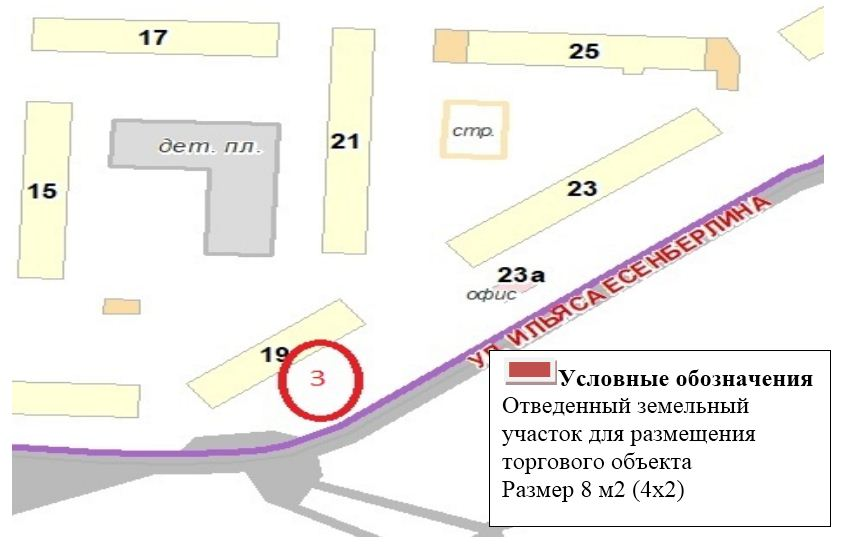 17
25
21
стр.
дет. пл.
15
23
23а
офис
УЛ. ИЛЬЯСА ЕСЕНБЕРЛИНА
19
3
Условные обозначения
Отведенный земельный
участок для размещения
торгового объекта
Размер 8 м2 (4х2)